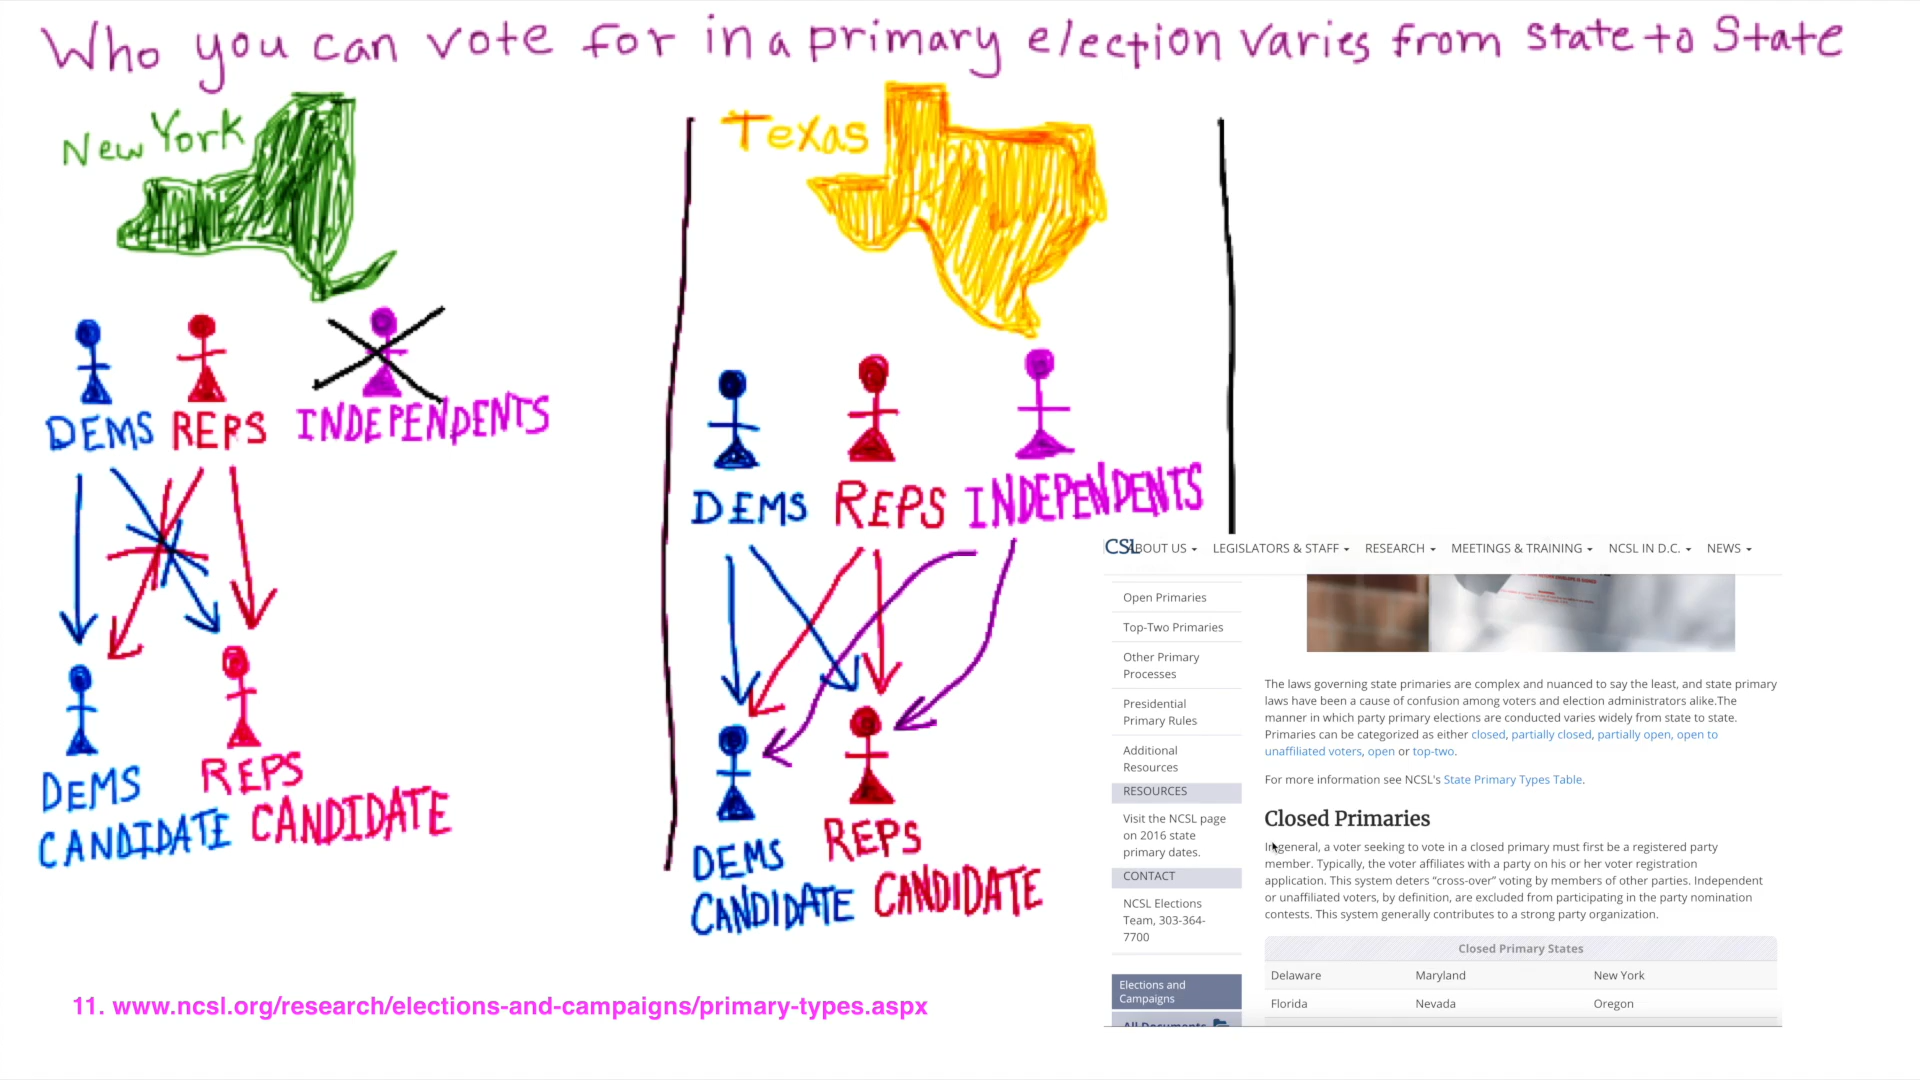 Who you can vote for in a primary election varies from state to State
New York
DEMS REPS INDEPENDENTS
DEMS
CANDIDATE
REPS
CANDIDATE
Texas
DEMS REPS INDEPENDENTS
DEMS
CANDIDATE
REPS
CANDIDATE
11. www.ncsl.org/research/elections-and-campaigns/primary-types.aspx
CSL
BOUT US LEGISLATORS & STAFF RESEARCH MEETINGS & TRAINING NCSL IN D.C. NEWS
Open Primaries
Top-Two Primaries
Other Primary
Processes
Presidential
Primary Rules
Additional
Resources
RESOURCES
Visit the NCSL page
on 2016 state
primary dates.
CONTACT
NCSL Elections
Team, 303-364-
7700
Elections and
Campaigns
All Documents
The laws governing state primaries are complex and nuanced to say the least, and state primary
laws have been a cause of confusion among voters and election administrators alike.The
manner in which party primary elections are conducted varies widely from state to state.
Primaries can be categorized as either closed, partially closed, partially open, open to
unaffiliated voters, open or top-two.
For more information see NCSL's State Primary Types Table.
Closed Primaries
In general, a voter seeking to vote in a closed primary must first be a registered party
member. Typically, the voter affiliates with a party on his or her voter registration
application. This system deters “cross-over” voting by members of other parties. Independent
or unaffiliated voters, by definition, are excluded from participating in the party nomination
contests. This system generally contributes to a strong party organization.
Closed Primary States
Delaware Maryland New York
Florida Nevada Oregon